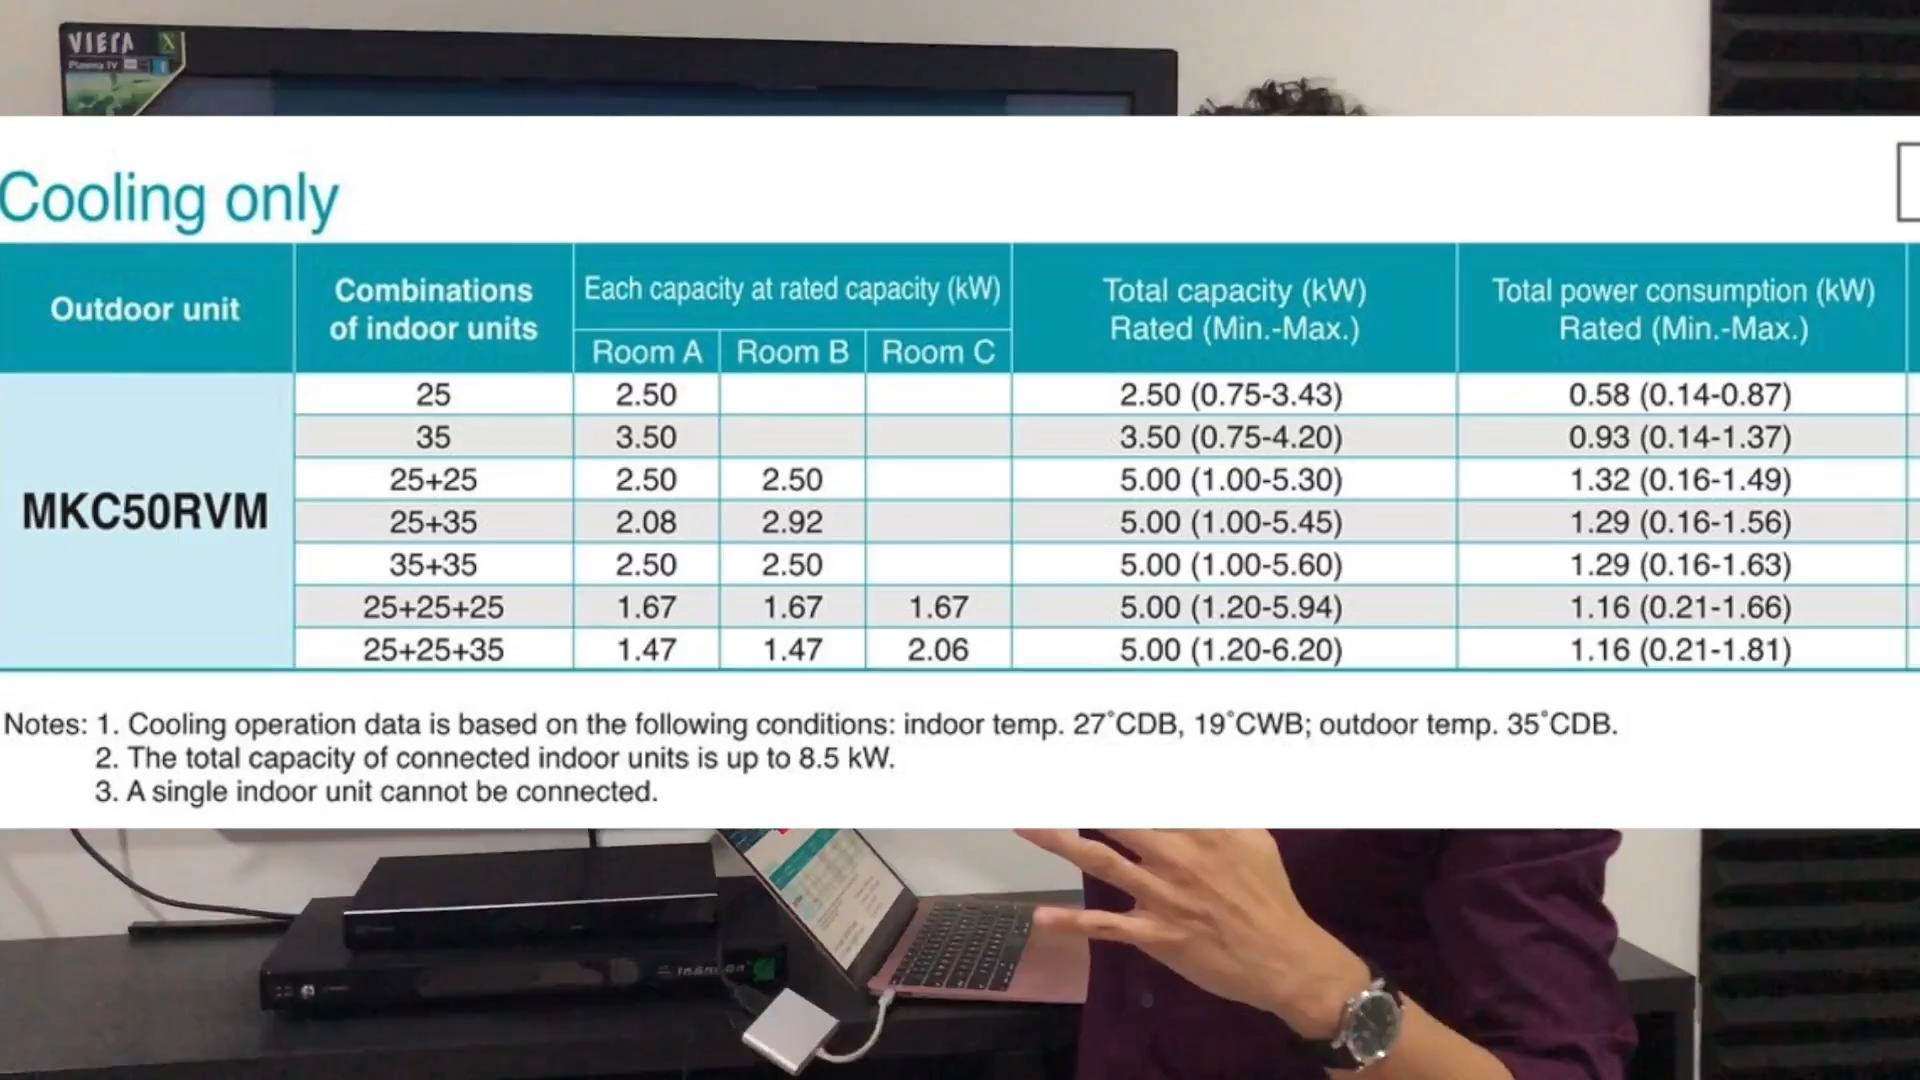 VIErA X
Plasma TV
Cooling only
Outdoor unit
Combinations
of indoor units
Each capacity at rated capacity (kW)
Room A Room B Room C
Total capacity (kW)
Rated (Min.-Max.)
Total power consumption (kW)
Rated (Min.-Max.)
MKC50RVM
25 2.50 2.50 (0.75-3.43) 0.58 (0.14-0.87)
35 3.50 3.50 (0.75-4.20) 0.93 (0.14-1.37)
25+25 2.50 2.50 5.00 (1.00-5.30) 1.32 (0.16-1.49)
25+35 2.08 2.92 5.00 (1.00-5.45) 1.29 (0.16-1.56)
35+35 2.50 2.50 5.00 (1.00-5.60) 1.29 (0.16-1.63)
25+25+25 1.67 1.67 1.67 5.00 (1.20-5.94) 1.16 (0.21-1.66)
25+25+35 1.47 1.47 2.06 5.00 (1.20-6.20) 1.16 (0.21-1.81)
Notes: 1. Cooling operation data is based on the following conditions: indoor temp. 27°CDB, 19°CWB; outdoor temp. 35°CDB.
2. The total capacity of connected indoor units is up to 8.5 kW.
3. A single indoor unit cannot be connected.